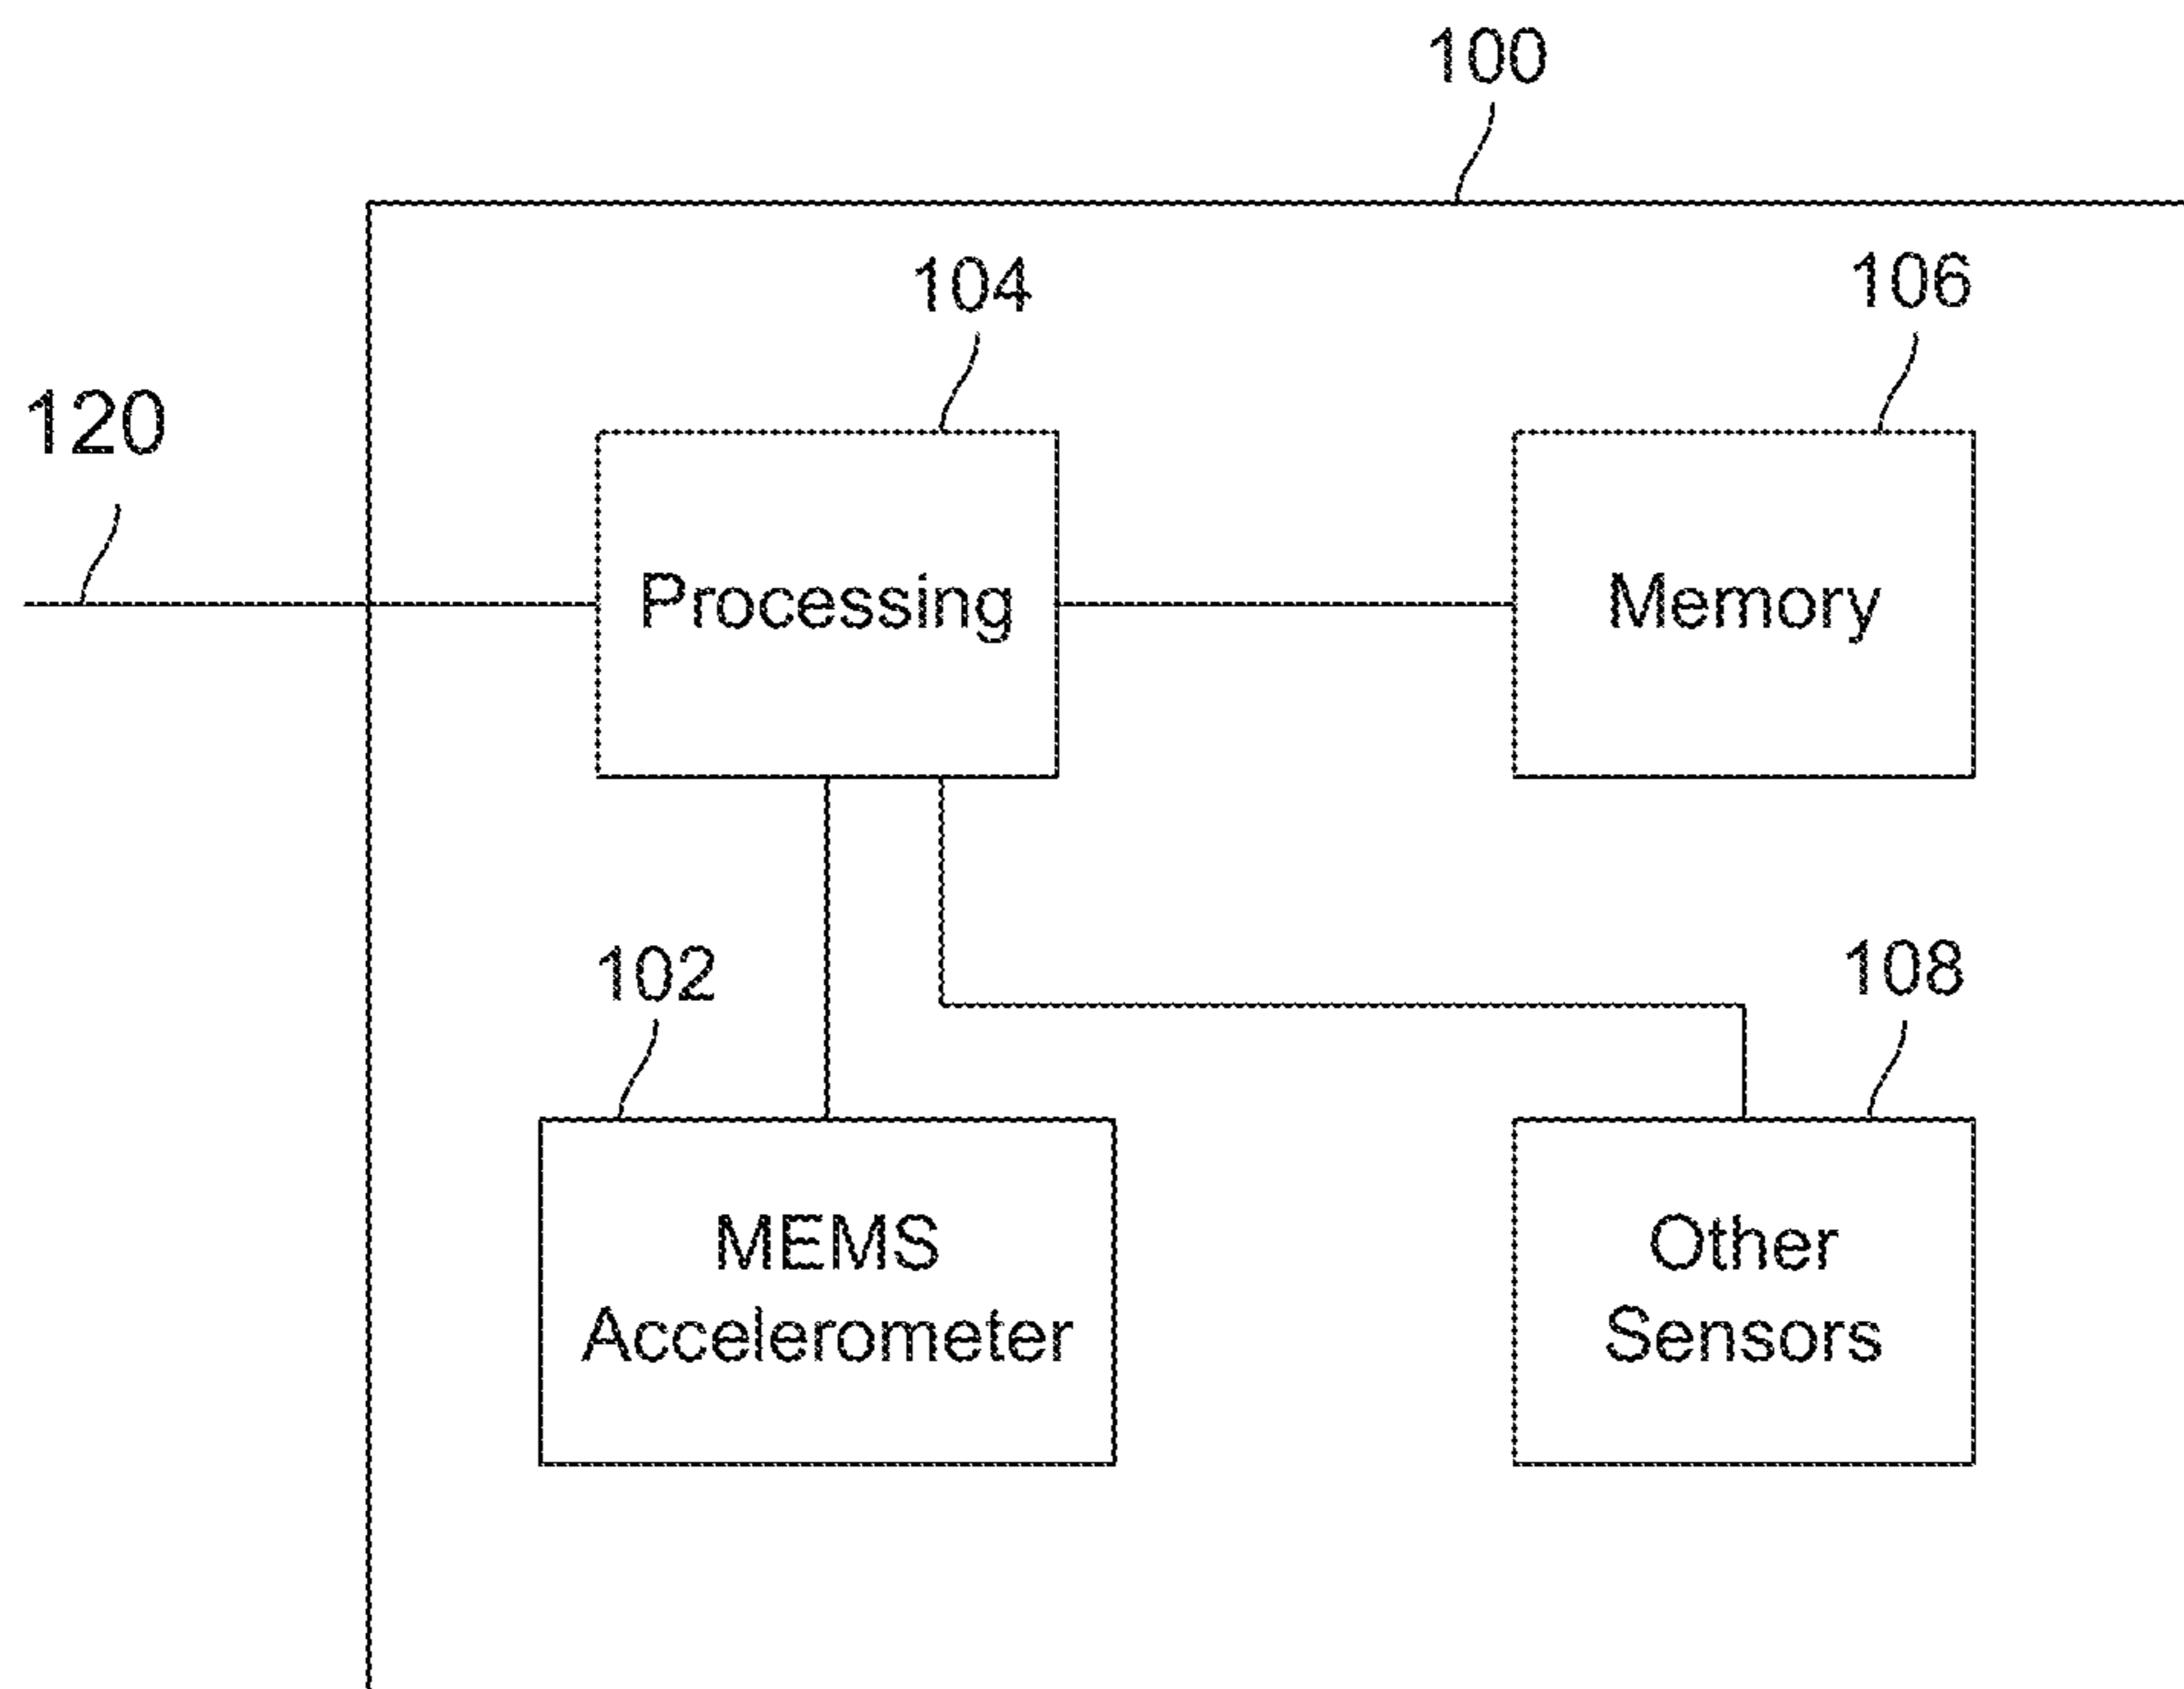 100
104
106
120
Processing
Memory
102
108
MEMS
Accelerometer
Other
Sensors